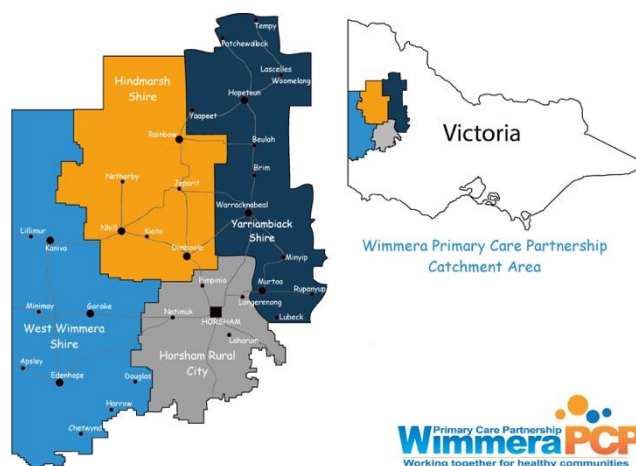 Tempy
Patchewollock
Lascelles
Woomelang
Hindmarsh
Shire
Hopetoun
Yaapeet
Rainbow
Beulah
Netherby
Jeparit
Brim
Warracknabeal
Yarriambiack
Shire
Lillimur
Kaniva
Nhill
Kiata
Dimboola
Minyip
Pimpinio
Murtoa
Rupanyup
Longerenong
Lubeck
Minimay
Goroke
Natimuk
HORSHAM
West Wimmera
Shire
Laharum
Horsham Rural
City
Apsley
Edenhope
Douglas
Harrow
Chetwynd
Victoria
Wimmera Primary Care Partnership
Catchment Area
Primary Care Partnership
WimmeraPCP
Working together for healthy communities